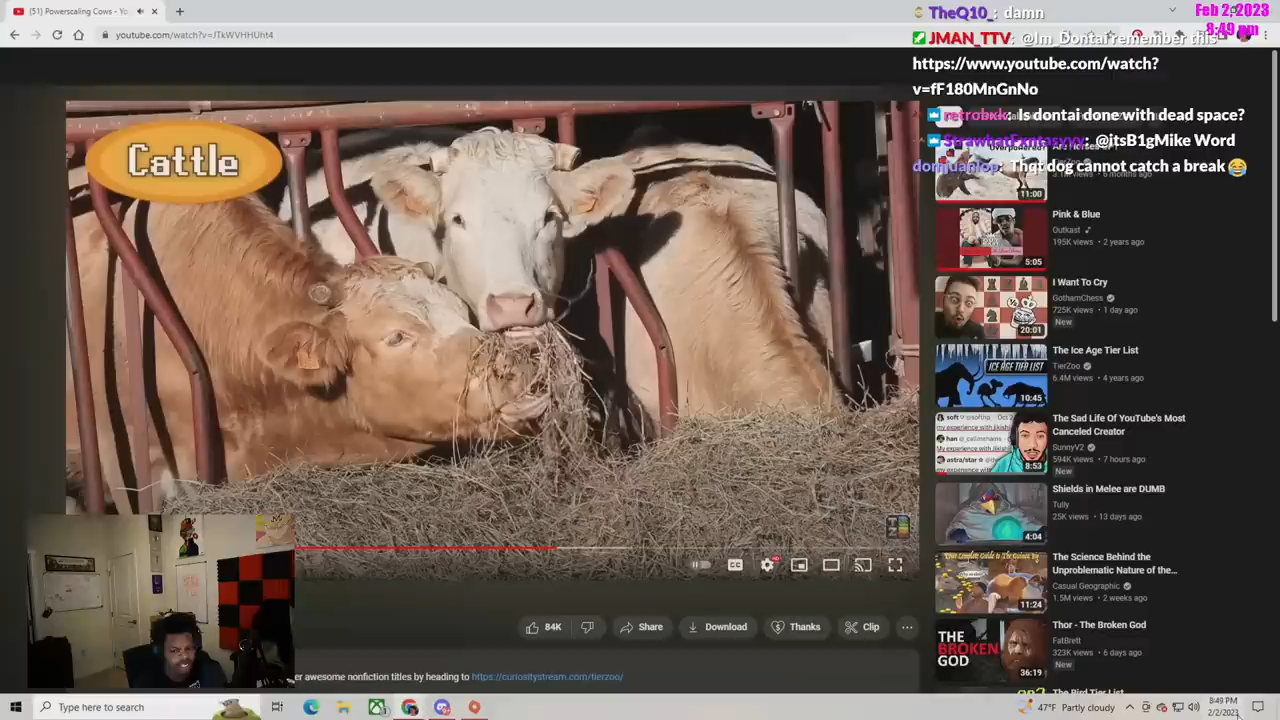 (51) Powerscaling Cows - Yo
youtube.com/watch?v=JTkWVHHUht4
Feb 2,2023
8:49 pm
TheQ10_: damn
JMAN_TTV: @Im_Dontai remember this
https://www.youtube.com/watch?
v=fF180MnGnNo
retrobxk: Is dontai done with dead space?
StrawhatFxntasyyy: @itsB1gMike Word
domjuanlop: Thgt dog cannot catch a break
Cattle
11:00
Pink & Blue
Outkast
195K views • 2 years ago
5:05
I Want To Cry
GothamChess
725K views • 1 day ago
New
20:01
The Ice Age Tier List
TierZoo
6.4M views • 4 years ago
ICE AGE TIER LIST
10:45
The Sad Life Of YouTube's Most
Canceled Creator
SunnyV2
594K views • 7 hours ago
New
8:53
Shields in Melee are DUMB
Tully
25K views • 13 days ago
4:04
The Science Behind the
Unproblematic Nature of the...
Casual Geographic
1.5M views • 2 weeks ago
11:24
Thor - The Broken God
FatBrett
323K views • 6 days ago
New
THE
BROKEN
GOD
36:19
The Bird Tier List
84K
Share
Download
Thanks
Clip
er awesome nonfiction titles by heading to https://curiositystream.com/tierzoo/
Type here to search
47°F Partly cloudy
8:49 PM
2/2/2023